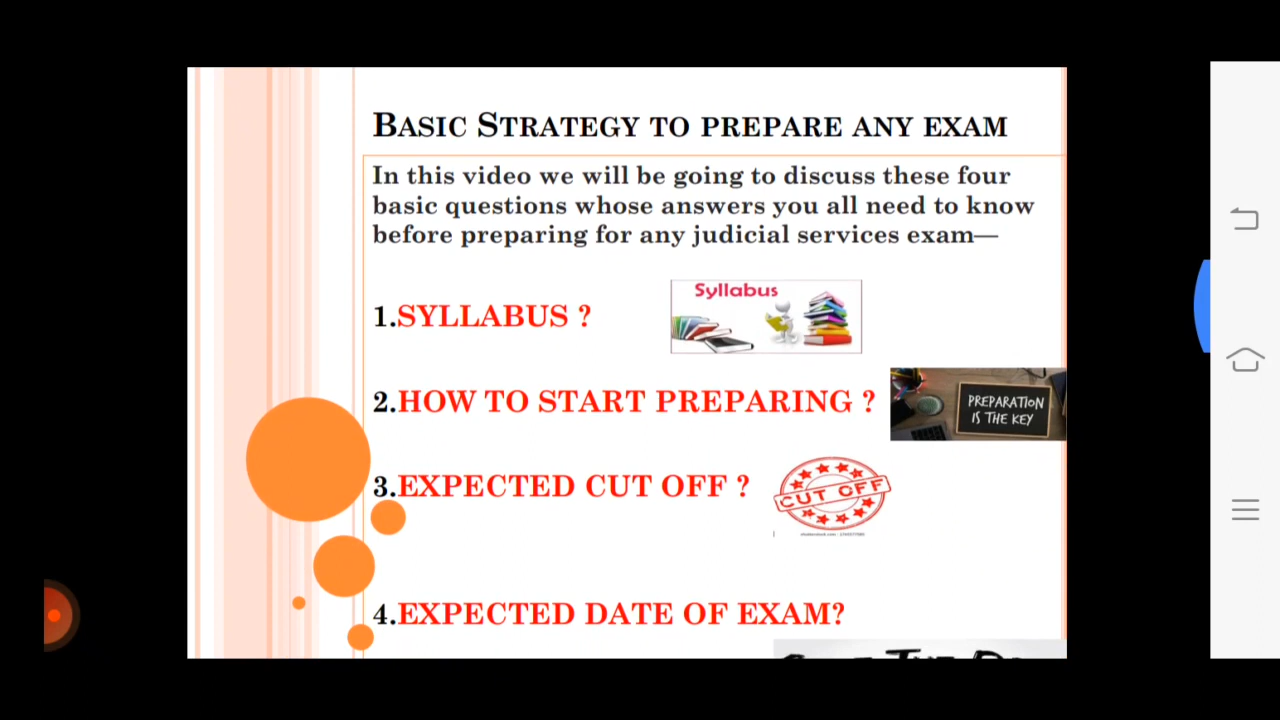 BASIC STRATEGY TO PREPARE ANY EXAM
In this video we will be going to discuss these four
basic questions whose answers you all need to know
before preparing for any judicial services exam—
1.SYLLABUS ?
Syllabus
2.HOW TO START PREPARING ?
PREPARATION
IS THE KEY
3.EXPECTED CUT OFF ?
CUT OFF
4.EXPECTED DATE OF EXAM?